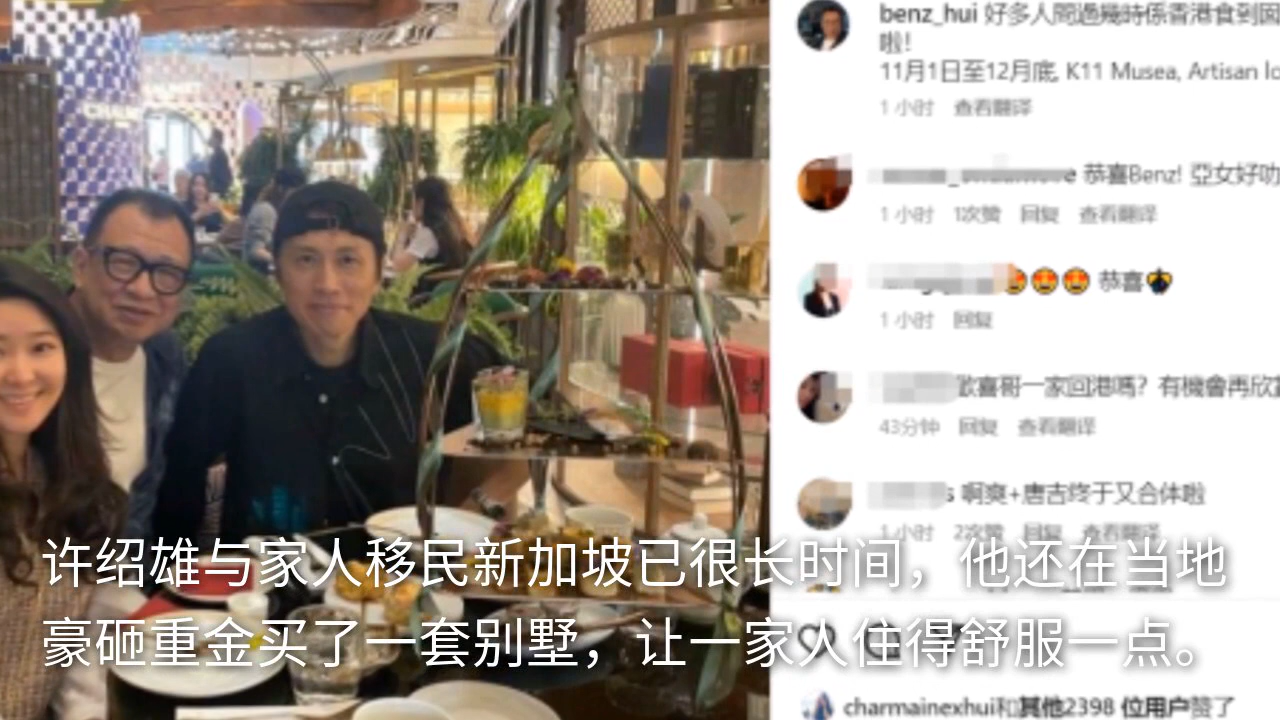 benz_hui 好多人問過幾時係香港食到
啦！
11月1日至12月底, K11 Musea, Artisan lo
1 小时 查看翻译
恭喜Benz! 亞女好叻
1 小时 1次赞 回复 查看翻译
恭喜
1 小时 回复
歡喜哥一家回港嗎？有機會再欣
43分钟 回复 查看翻译
s 啊爽+唐吉终于又合体啦
1 小时 2次赞 回复 查看翻译
许绍雄与家人移民新加坡已很长时间，他还在当地
豪砸重金买了一套别墅，让一家人住得舒服一点。
charmainexhui和其他2398 位用户赞了